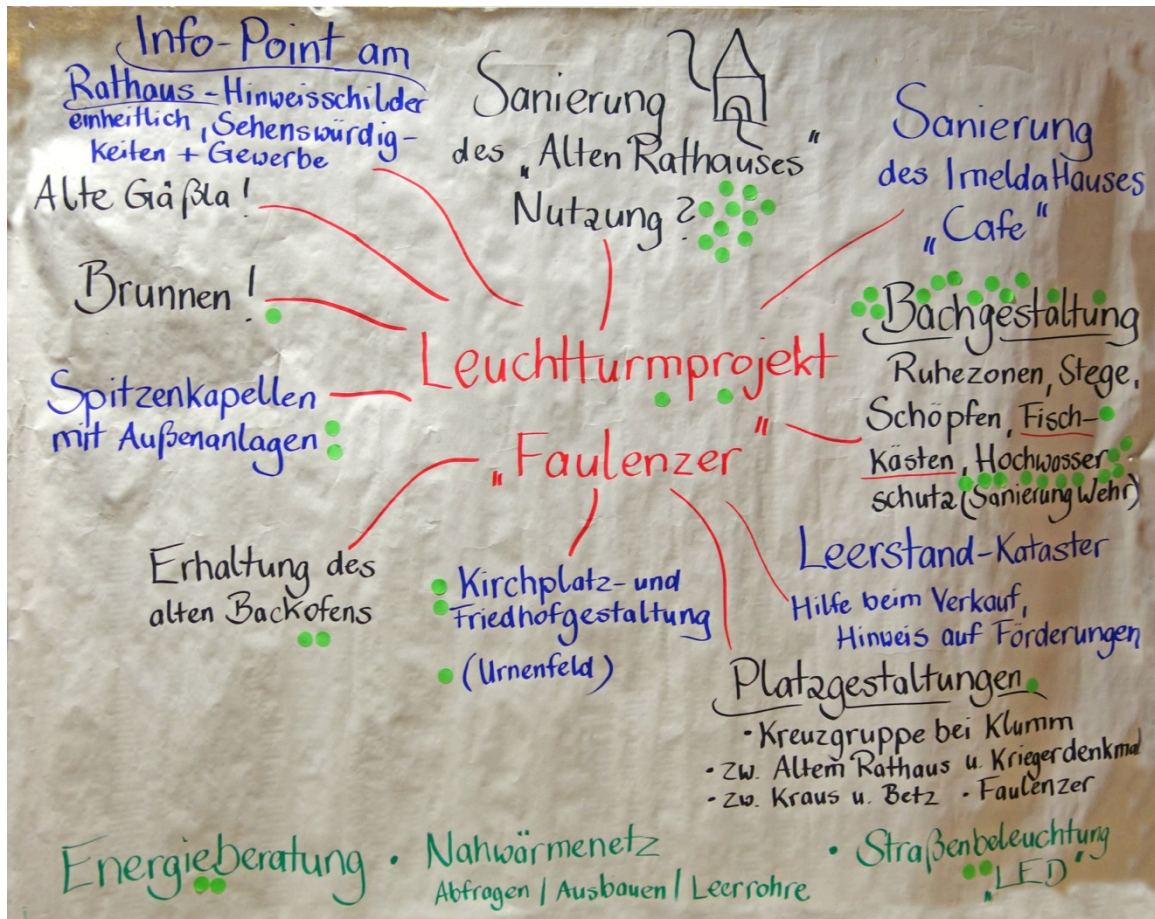 Info-Point am
Rathaus - Hinweisschilder
einheitlich, Sehenswürdig-
keiten + Gewerbe
Alte Gåßla!
Brunnen!
Spitzenkapellen
mit Außenanlagen
Erhaltung des
alten Backofens
Sanierung
des „Alten Rathauses"
Nutzung?
Sanierung
des ImeldaHauses
„Cafe"
Leuchtturmprojekt
„Faulenzer"
Bachgestaltung
Ruhezonen, Stege,
Schöpfen, Fisch-
Kästen, Hochwasser-
schutz (Sanierung Wehr)
Leerstand-Kataster
Hilfe beim Verkauf,
Hinweis auf Förderungen
Kirchplatz- und
Friedhofgestaltung
(Urnenfeld)
Platzgestaltungen
· Kreuzgruppe bei Klumm
· zw. Altem Rathaus u. Kriegerdenkmal
· zw. Kraus u. Betz · Faulenzer
Energieberatung · Nahwärmenetz
Abfragen / Ausbauen / Leerrohre
· Straßenbeleuchtung
„LED"